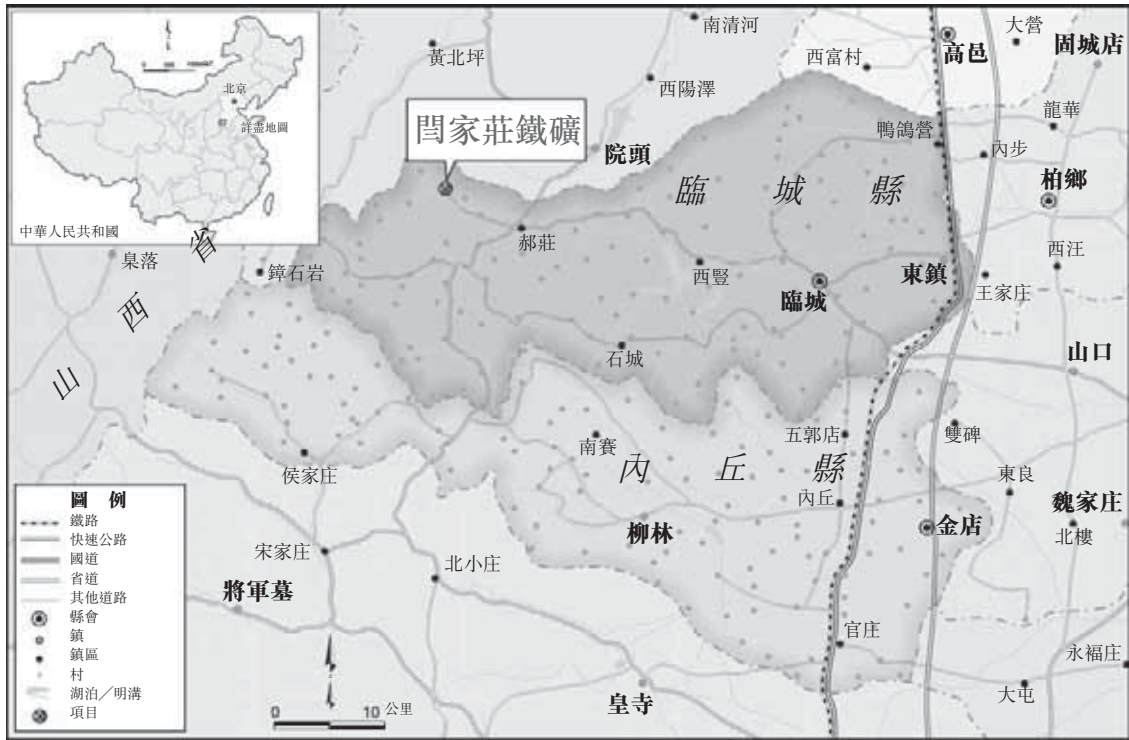 北京
詳盡地圖
中華人民共和國
南清河
黃北坪
西富村
高邑
大營
固城店
西陽澤
閆家莊鐵礦
院頭
鴨鴿營
龍華
內步
柏鄉
臨城縣
郝莊
山西省
臬落
鐸石岩
西豎
臨城
東鎮
西汪
王家庄
石城
山口
南賽
五郭店
雙碑
內丘縣
侯家庄
東良
內丘
柳林
金店
魏家庄
北樓
宋家庄
北小庄
將軍墓
官庄
永福庄
大屯
皇寺
圖 例
鐵路
快速公路
國道
省道
其他道路
縣會
鎮
鎮區
村
湖泊/明溝
項目
0 10 公里